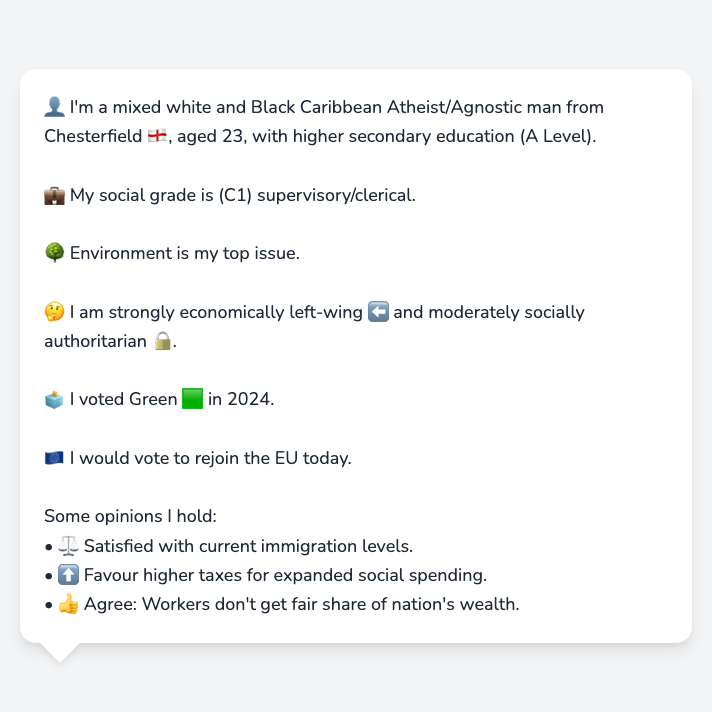 👤 I'm a mixed white and Black Caribbean Atheist/Agnostic man from
Chesterfield 🏴󠁧󠁢󠁥󠁮󠁧󠁿, aged 23, with higher secondary education (A Level).
💼 My social grade is (C1) supervisory/clerical.
🌳 Environment is my top issue.
🤔 I am strongly economically left-wing ⬅️ and moderately socially
authoritarian 🔒.
🗳️ I voted Green 🟩 in 2024.
🇪🇺 I would vote to rejoin the EU today.
Some opinions I hold:
• ⚖️ Satisfied with current immigration levels.
• ⬆️ Favour higher taxes for expanded social spending.
• 👍 Agree: Workers don't get fair share of nation's wealth.